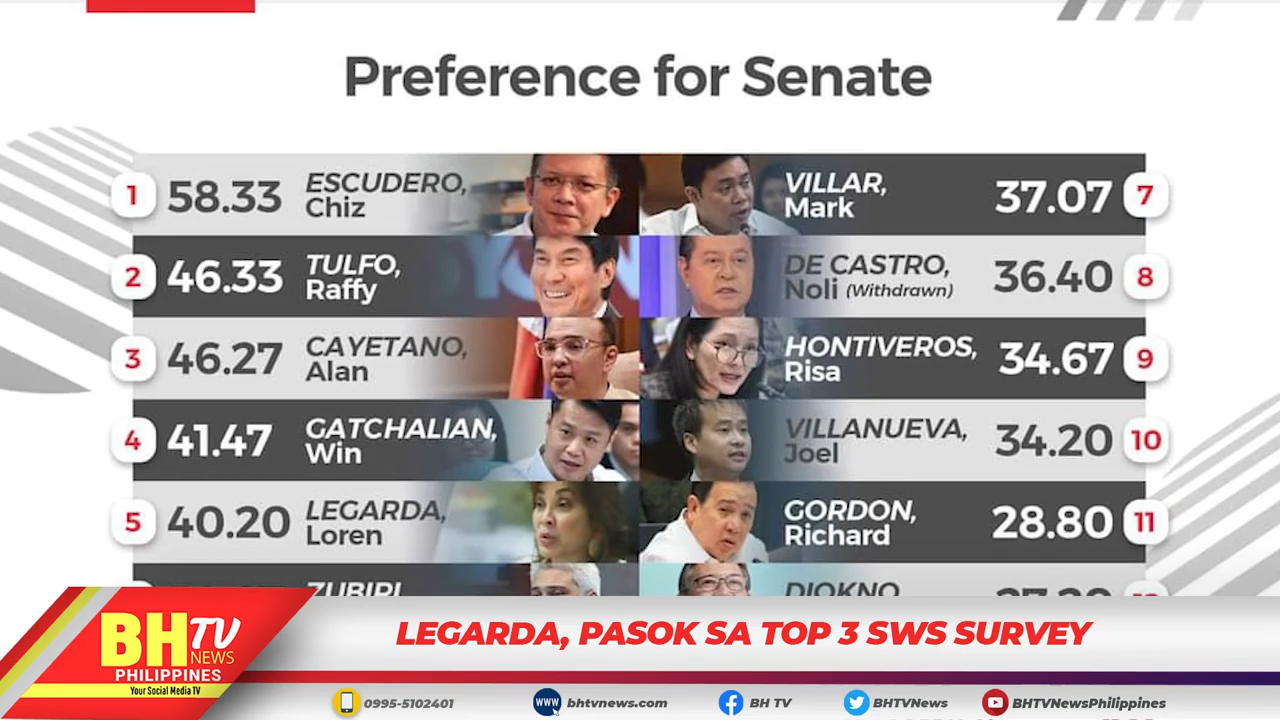 Preference for Senate
1 58.33 ESCUDERO, Chiz
2 46.33 TULFO, Raffy
3 46.27 CAYETANO, Alan
4 41.47 GATCHALIAN, Win
5 40.20 LEGARDA, Loren
ZUBIRI
VILLAR, Mark 37.07 7
DE CASTRO, Noli (Withdrawn) 36.40 8
HONTIVEROS, Risa 34.67 9
VILLANUEVA, Joel 34.20 10
GORDON, Richard 28.80 11
DIOKNO
BH TV NEWS
PHILIPPINES
Your Social Media TV
LEGARDA, PASOK SA TOP 3 SWS SURVEY
0995-5102401
www bhtvnews.com
BH TV
BHTVNews
BHTVNewsPhilippines